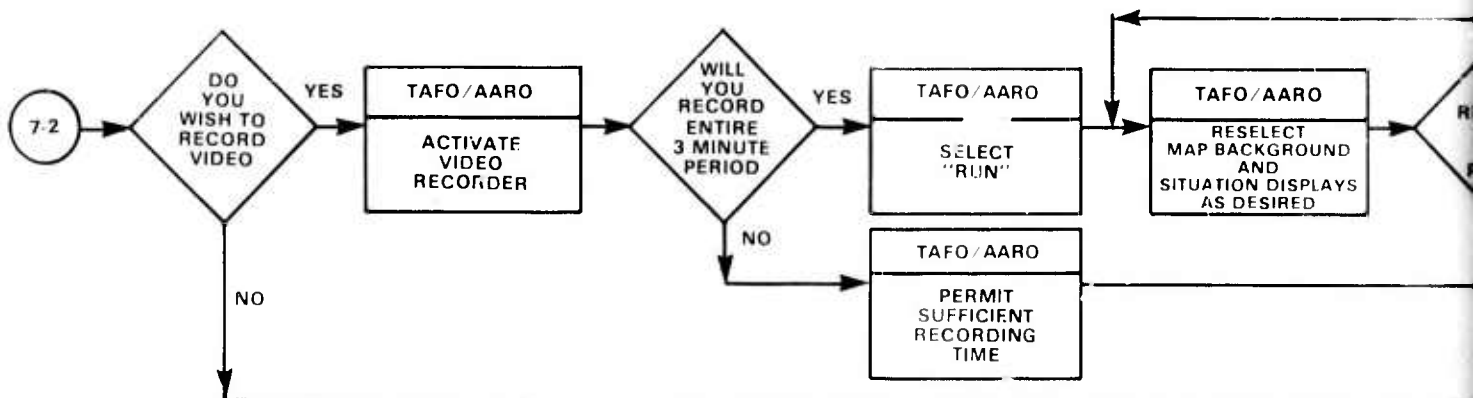 7-2
DO
YOU
WISH TO
RECORD
VIDEO
YES
NO
TAFO/AARO
ACTIVATE
VIDEO
RECORDER
WILL
YOU
RECORD
ENTIRE
3 MINUTE
PERIOD
YES
NO
TAFO/AARO
SELECT
"RUN"
TAFO/AARO
PERMIT
SUFFICIENT
RECORDING
TIME
TAFO/AARO
RESELECT
MAP BACKGROUND
AND
SITUATION DISPLAYS
AS DESIRED